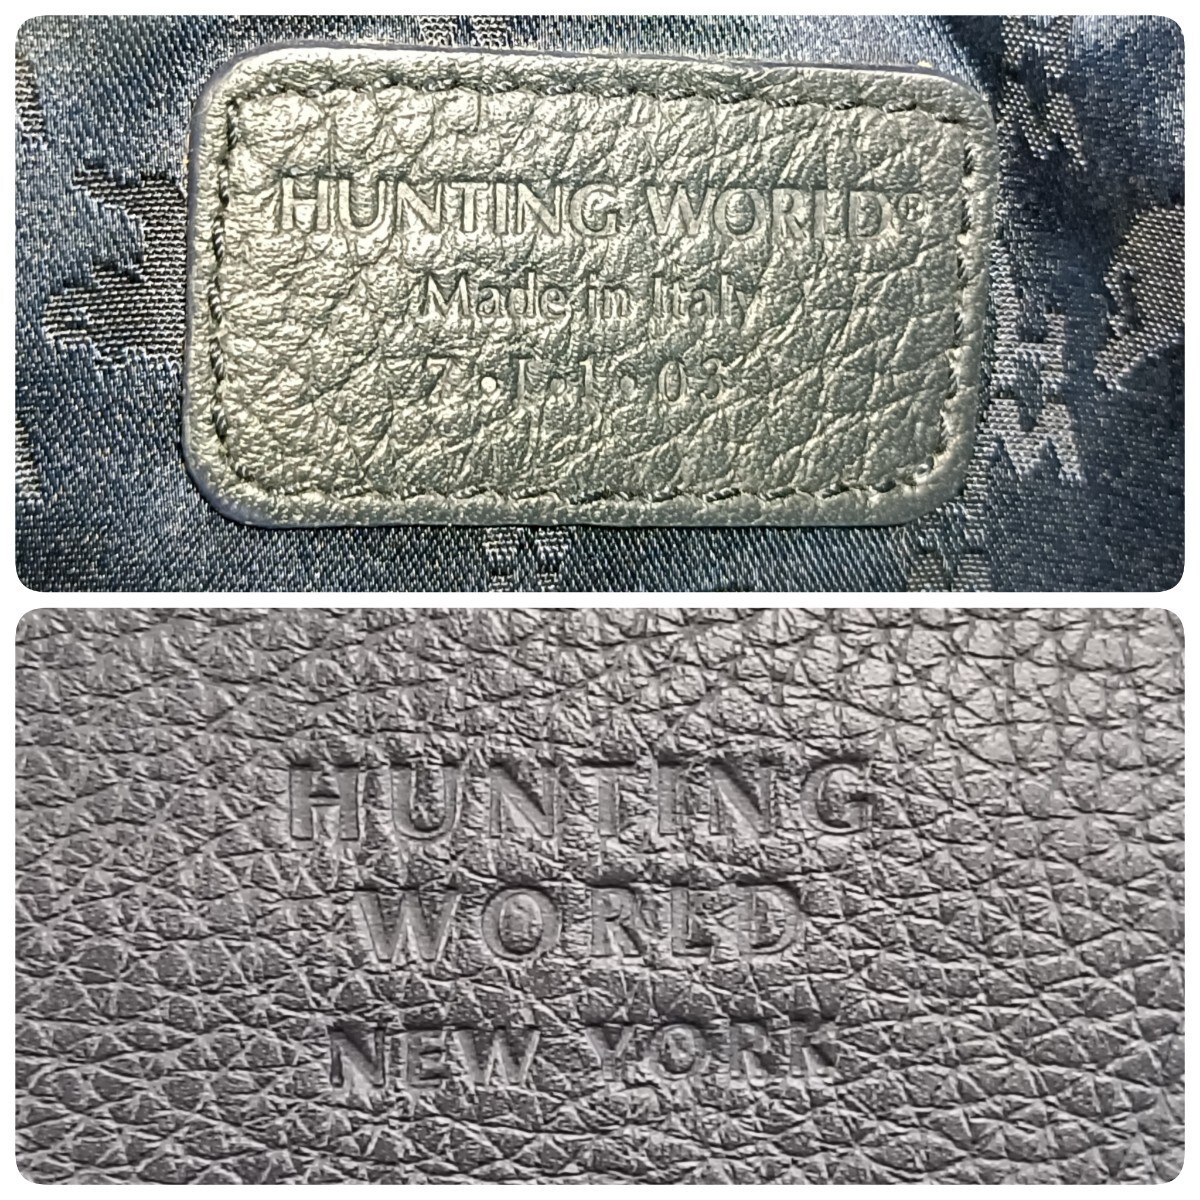 HUNTING WORLD®
Made in Italy
7・I・1・03
HUNTING
WORLD
NEW YORK